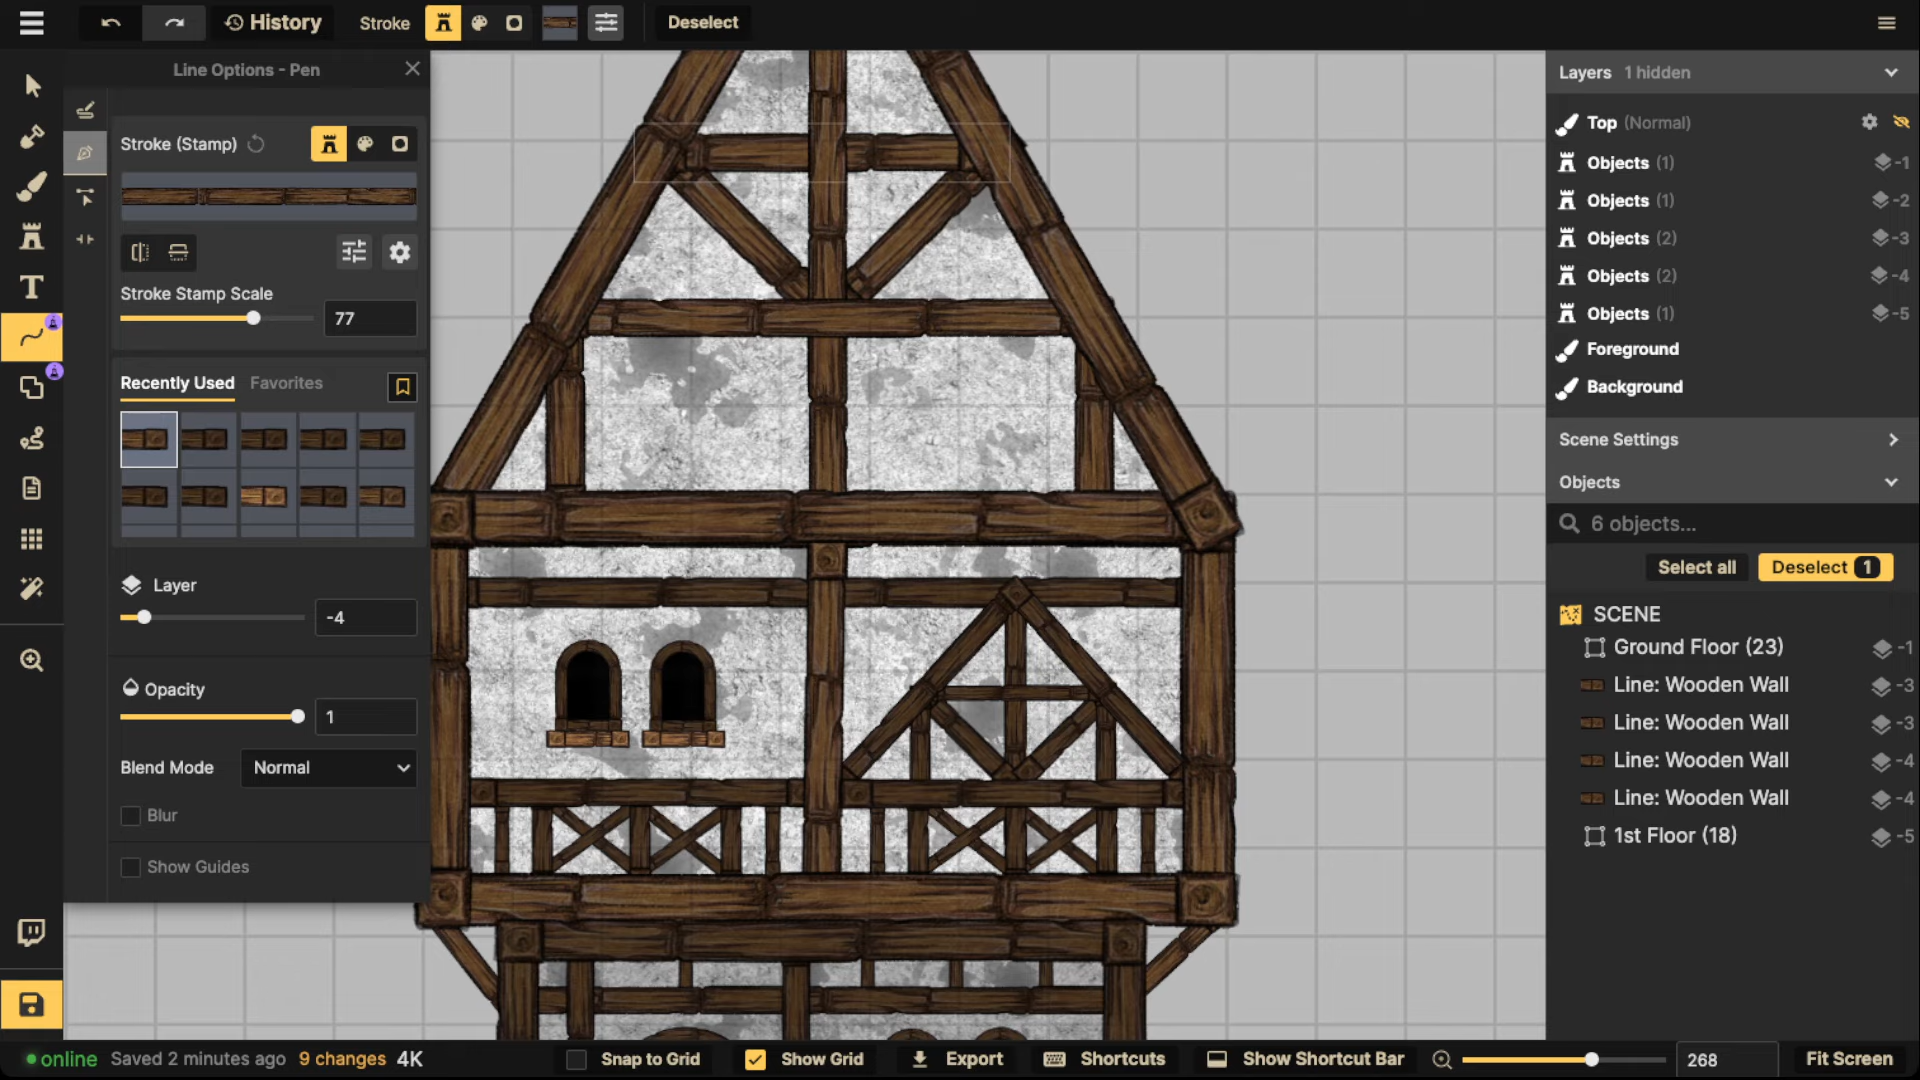 History
Stroke
Deselect
Line Options - Pen
Stroke (Stamp)
Stroke Stamp Scale
77
Recently Used
Favorites
Layer
-4
Opacity
1
Blend Mode
Normal
Blur
Show Guides
T
Layers 1 hidden
Top (Normal)
Objects (1) -1
Objects (1) -2
Objects (2) -3
Objects (2) -4
Objects (1) -5
Foreground
Background
Scene Settings
Objects
6 objects...
Select all
Deselect 1
SCENE
Ground Floor (23) -1
Line: Wooden Wall -3
Line: Wooden Wall -3
Line: Wooden Wall -4
Line: Wooden Wall -4
1st Floor (18) -5
online Saved 2 minutes ago 9 changes 4K
Snap to Grid
Show Grid
Export
Shortcuts
Show Shortcut Bar
268
Fit Screen